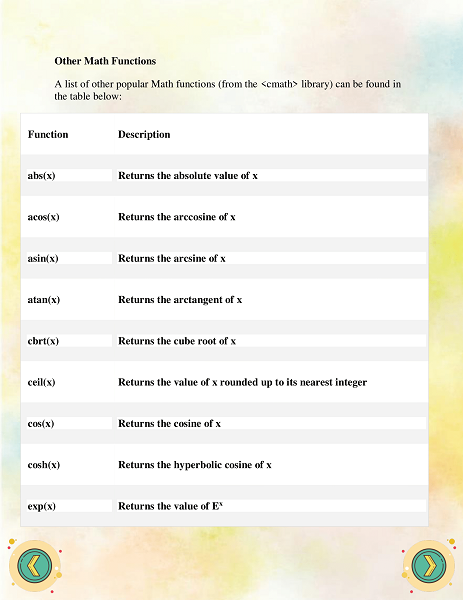 Other Math Functions
A list of other popular Math functions (from the <cmath> library) can be found in
the table below:
Function Description
abs(x) Returns the absolute value of x
acos(x) Returns the arccosine of x
asin(x) Returns the arcsine of x
atan(x) Returns the arctangent of x
cbrt(x) Returns the cube root of x
ceil(x) Returns the value of x rounded up to its nearest integer
cos(x) Returns the cosine of x
cosh(x) Returns the hyperbolic cosine of x
exp(x) Returns the value of Eˣ